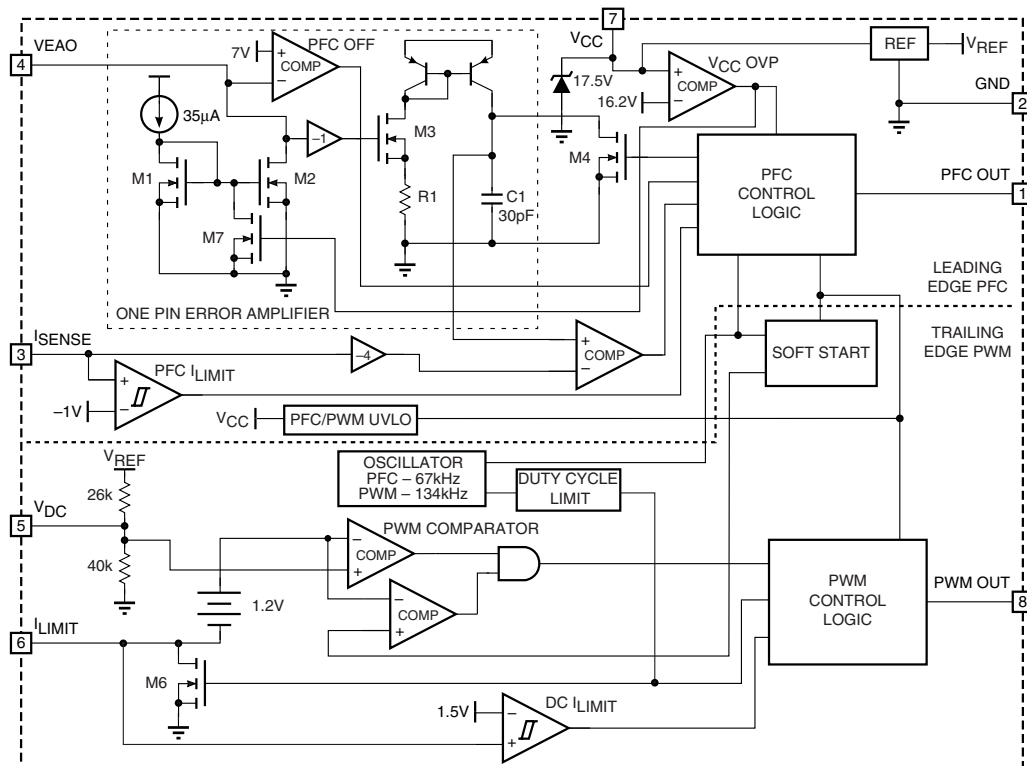 7
VEAO
4
7V
COMP
PFC OFF
VCC
17.5V
16.2V
COMP
VCC OVP
REF
VREF
GND
2
35µA
–1
M3
M4
M1
M2
R1
C1
30pF
M7
PFC
CONTROL
LOGIC
PFC OUT
1
ONE PIN ERROR AMPLIFIER
LEADING
EDGE PFC
TRAILING
EDGE PWM
ISENSE
3
–4
COMP
SOFT START
PFC ILIMIT
–1V
VCC
PFC/PWM UVLO
VREF
26k
OSCILLATOR
PFC – 67kHz
PWM – 134kHz
DUTY CYCLE
LIMIT
VDC
5
PWM COMPARATOR
COMP
40k
1.2V
COMP
PWM
CONTROL
LOGIC
PWM OUT
8
ILIMIT
6
M6
1.5V
DC ILIMIT